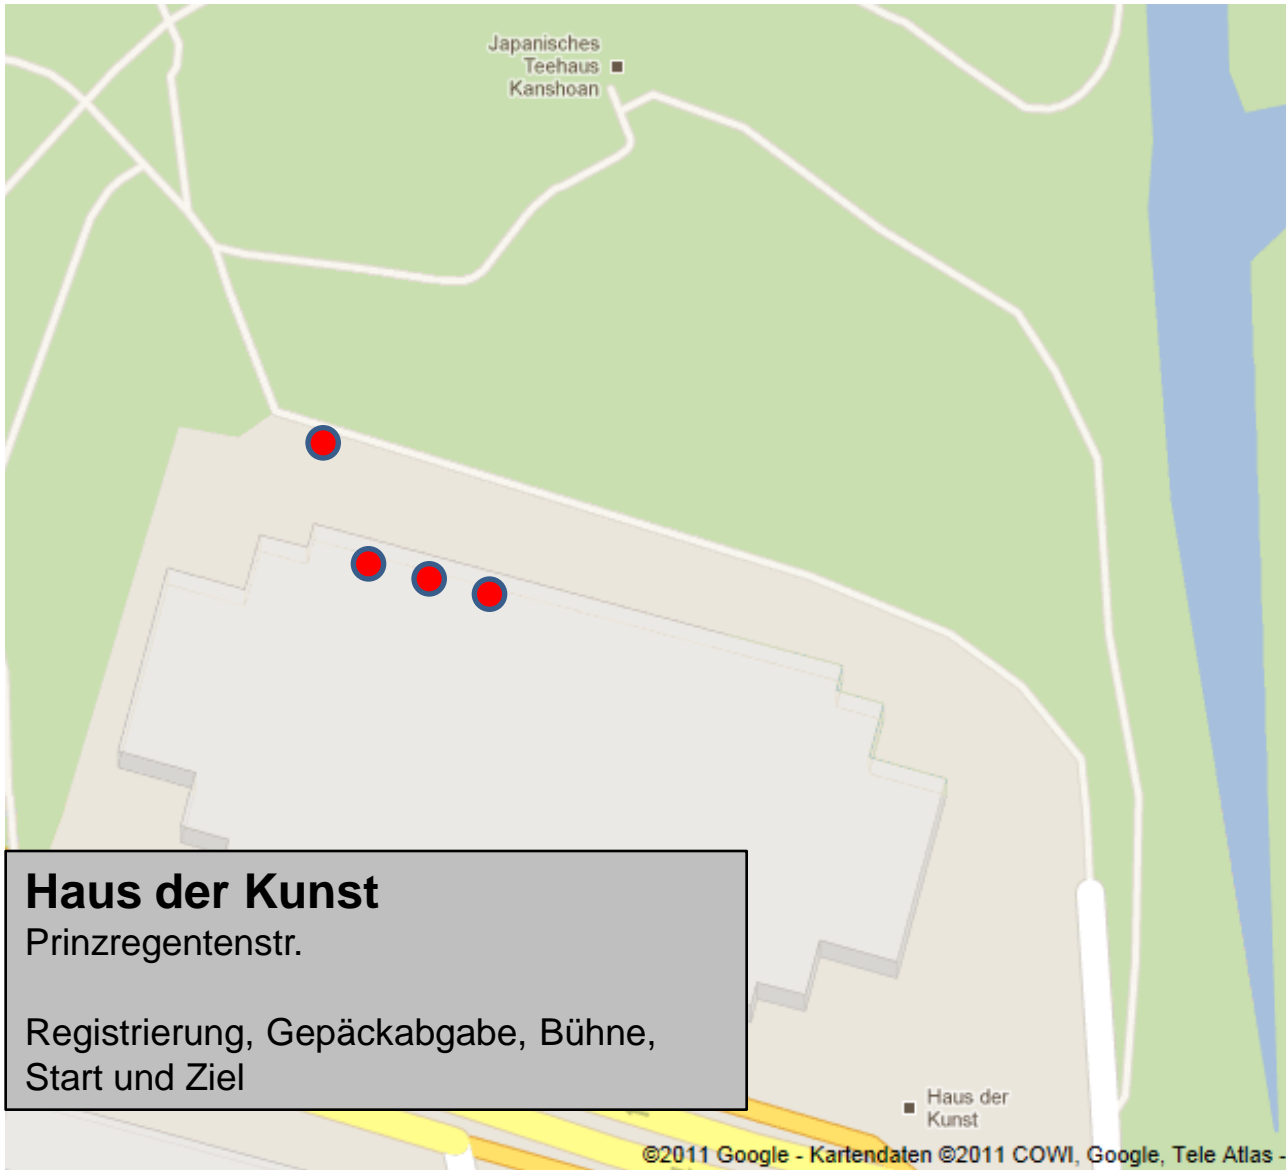 Japanisches
Teehaus
Kanshoan
Haus der Kunst
Prinzregentenstr.
Registrierung, Gepäckabgabe, Bühne,
Start und Ziel
Haus der
Kunst
©2011 Google - Kartendaten ©2011 COWI, Google, Tele Atlas -